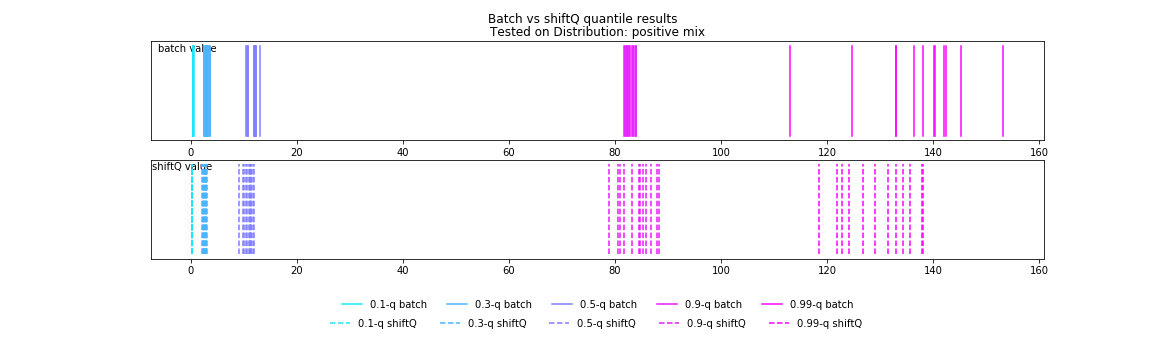 Batch vs shiftQ quantile results
Tested on Distribution: positive mix
batch value
0 20 40 60 80 100 120 140 160
shiftQ value
0 20 40 60 80 100 120 140 160
0.1-q batch 0.3-q batch 0.5-q batch 0.9-q batch 0.99-q batch
0.1-q shiftQ 0.3-q shiftQ 0.5-q shiftQ 0.9-q shiftQ 0.99-q shiftQ